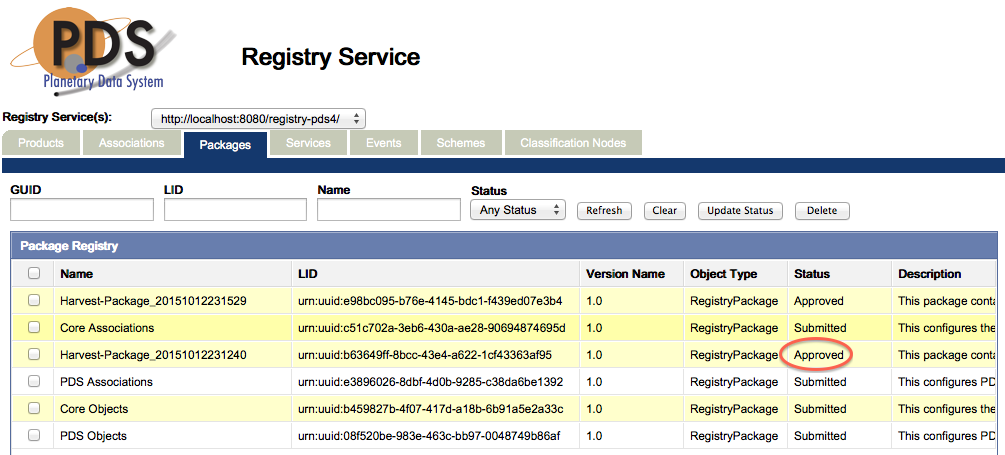 PDS
Planetary Data System
Registry Service
Registry Service(s): http://localhost:8080/registry-pds4/
Products Associations Packages Services Events Schemes Classification Nodes
GUID LID Name Status
Any Status Refresh Clear Update Status Delete
Package Registry
Name LID Version Name Object Type Status Description
Harvest-Package_20151012231529 urn:uuid:e98bc095-b76e-4145-bdc1-f439ed07e3b4 1.0 RegistryPackage Approved This package conta
Core Associations urn:uuid:c51c702a-3eb6-430a-ae28-90694874695d 1.0 RegistryPackage Submitted This configures the
Harvest-Package_20151012231240 urn:uuid:b63649ff-8bcc-43e4-a622-1cf43363af95 1.0 RegistryPackage Approved This package conta
PDS Associations urn:uuid:e3896026-8dbf-4d0b-9285-c38da6be1392 1.0 RegistryPackage Submitted This configures PD
Core Objects urn:uuid:b459827b-4f07-417d-a18b-6b91a5e2a33c 1.0 RegistryPackage Submitted This configures the
PDS Objects urn:uuid:08f520be-983e-463c-bb97-0048749b86af 1.0 RegistryPackage Submitted This configures PD